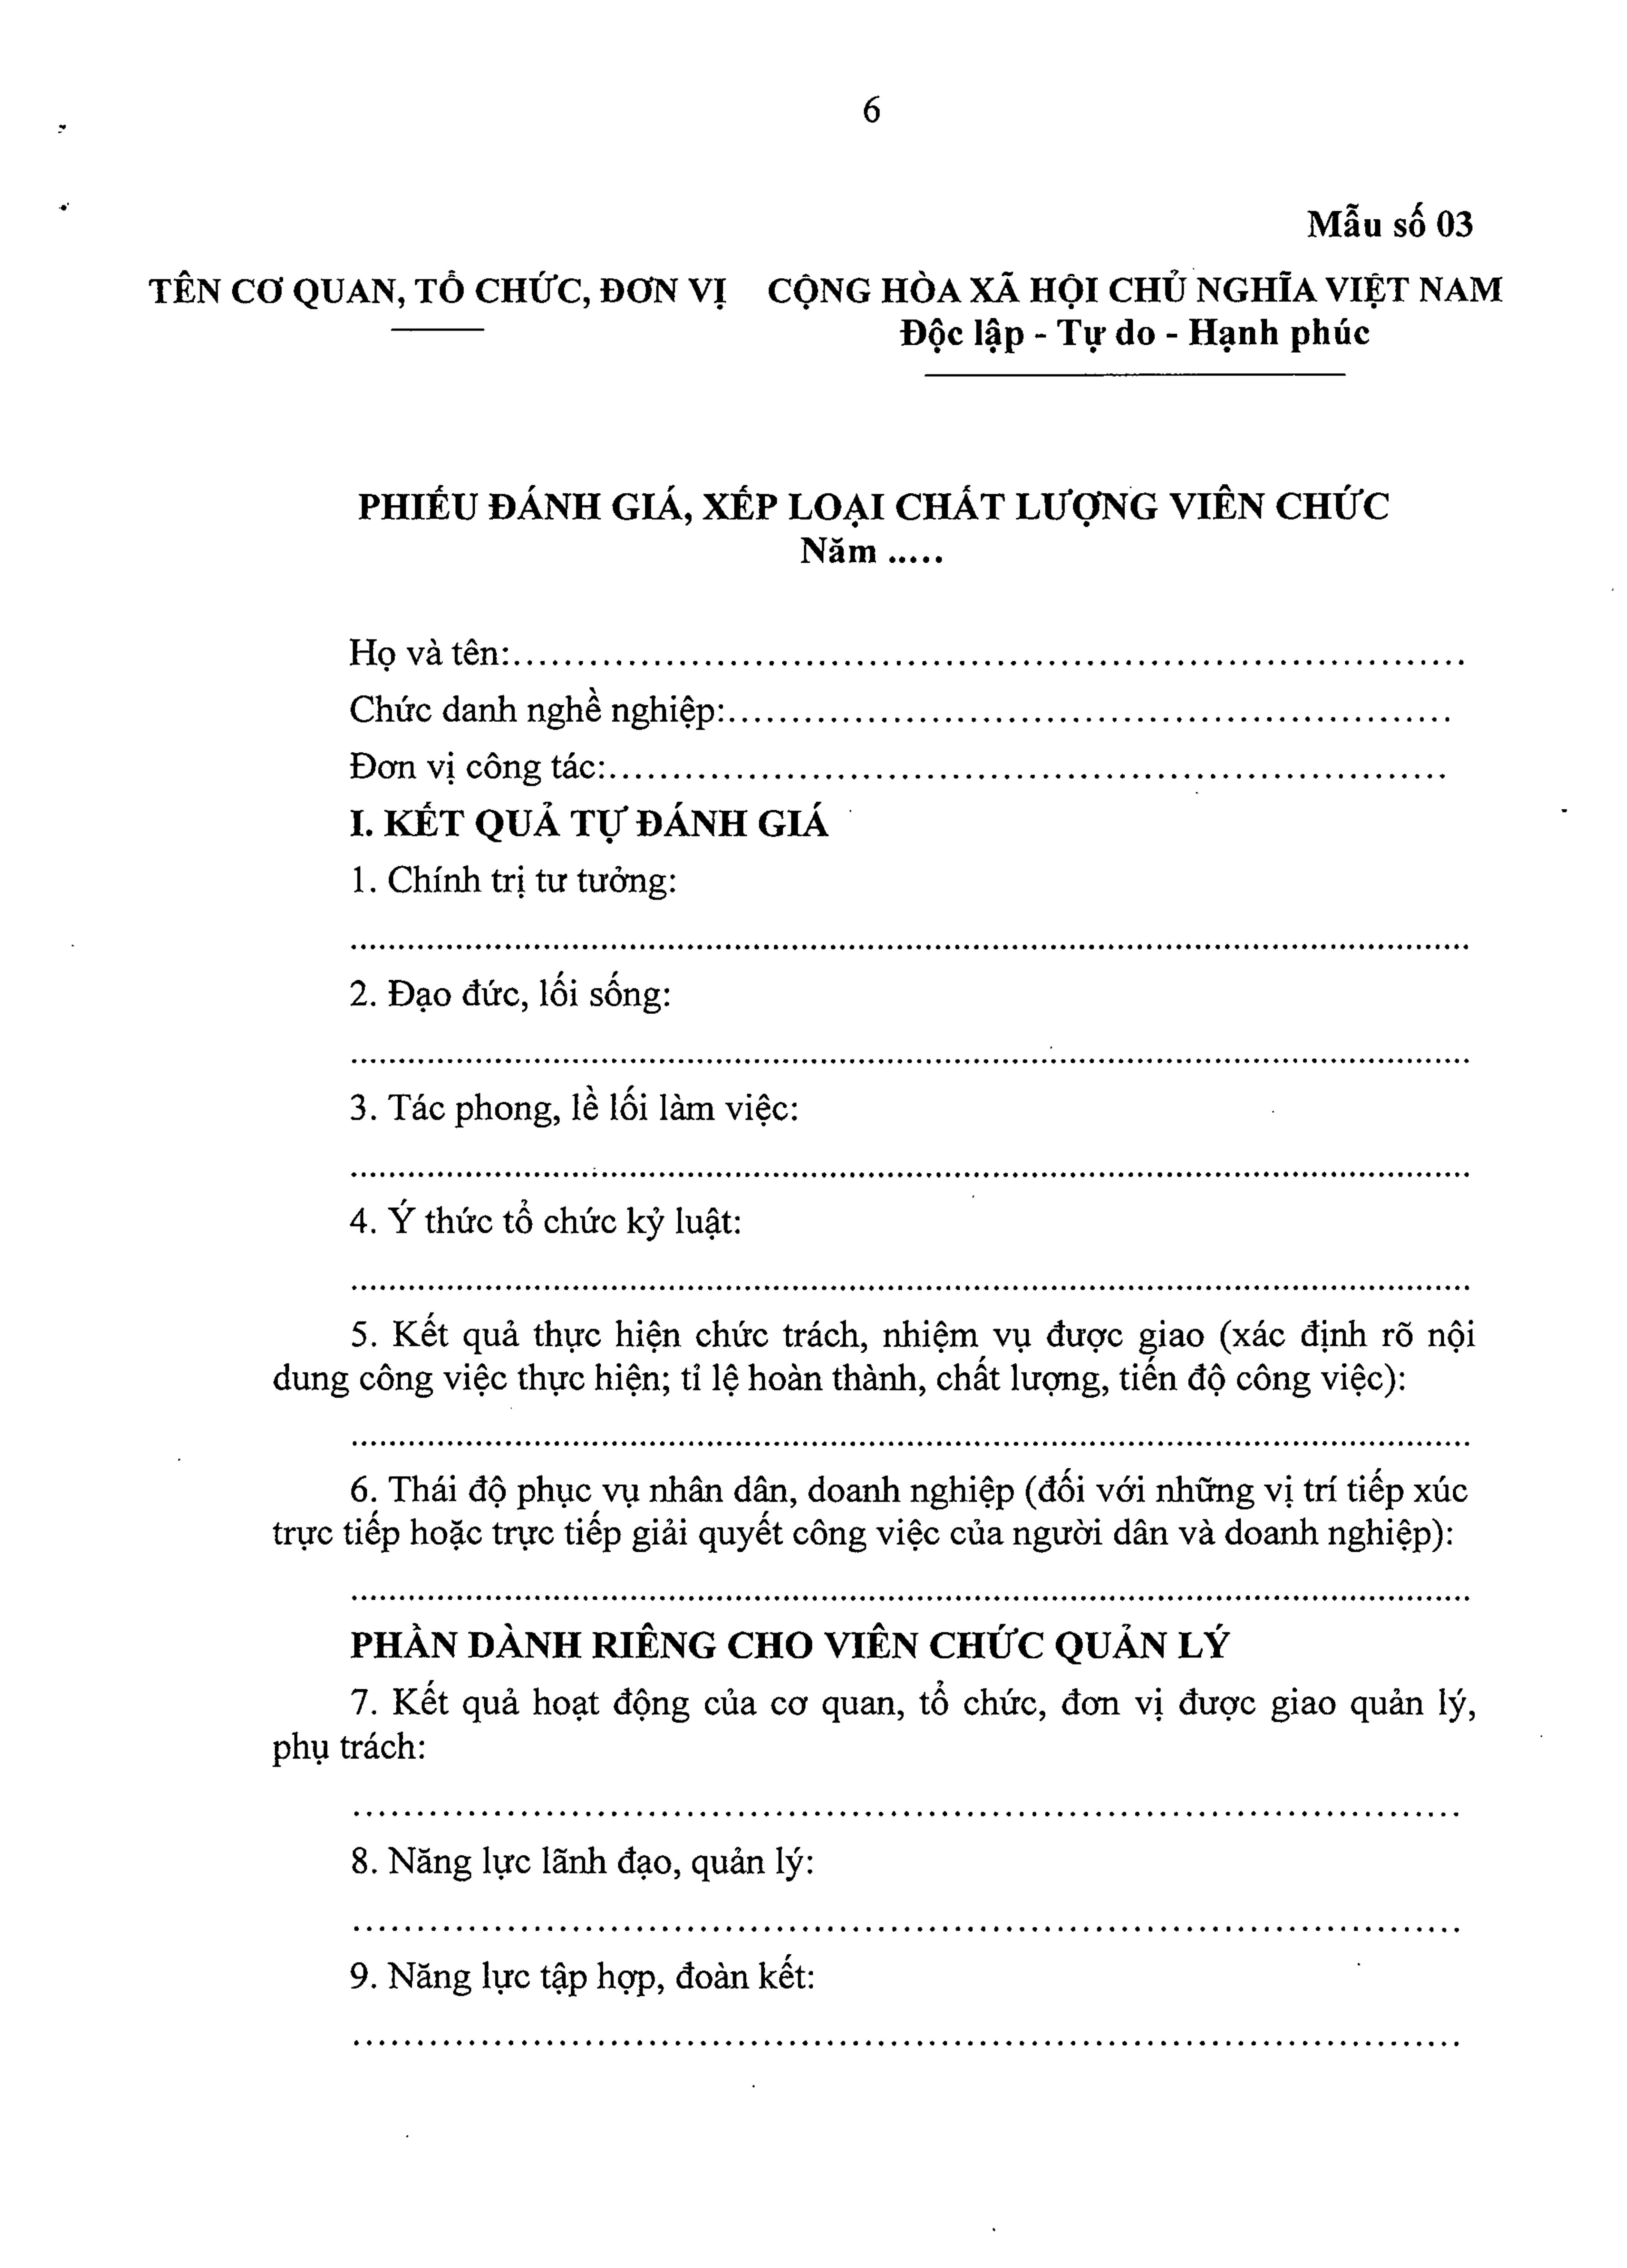 6
Mẫu số 03
TÊN CƠ QUAN, TỔ CHỨC, ĐƠN VỊ CỘNG HÒA XÃ HỘI CHỦ NGHĨA VIỆT NAM
Độc lập - Tự do - Hạnh phúc
PHIẾU ĐÁNH GIÁ, XẾP LOẠI CHẤT LƯỢNG VIÊN CHỨC
Năm .....
Họ và tên:..........................................................................
Chức danh nghề nghiệp:.........................................................
Đơn vị công tác:..................................................................
I. KẾT QUẢ TỰ ĐÁNH GIÁ
1. Chính trị tư tưởng:
..........................................................................................
2. Đạo đức, lối sống:
..........................................................................................
3. Tác phong, lề lối làm việc:
..........................................................................................
4. Ý thức tổ chức kỷ luật:
..........................................................................................
5. Kết quả thực hiện chức trách, nhiệm vụ được giao (xác định rõ nội
dung công việc thực hiện; tỉ lệ hoàn thành, chất lượng, tiến độ công việc):
..........................................................................................
6. Thái độ phục vụ nhân dân, doanh nghiệp (đối với những vị trí tiếp xúc
trực tiếp hoặc trực tiếp giải quyết công việc của người dân và doanh nghiệp):
..........................................................................................
PHẦN DÀNH RIÊNG CHO VIÊN CHỨC QUẢN LÝ
7. Kết quả hoạt động của cơ quan, tổ chức, đơn vị được giao quản lý,
phụ trách:
..........................................................................................
8. Năng lực lãnh đạo, quản lý:
..........................................................................................
9. Năng lực tập hợp, đoàn kết:
..........................................................................................